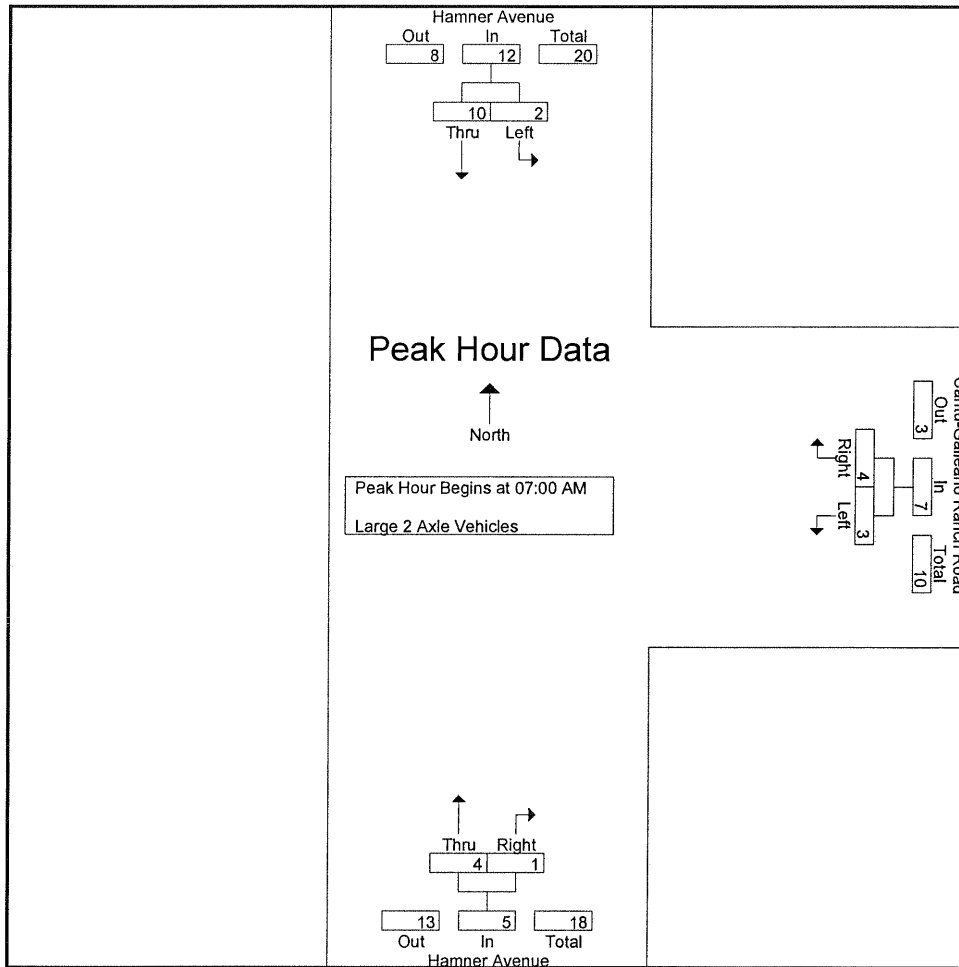 Hamner Avenue
Out In Total
8 12 20
10 2
Thru Left
Peak Hour Data
North
Peak Hour Begins at 07:00 AM
Large 2 Axle Vehicles
Ranch Road
Out In Total
3 7 10
4 3
Right Left
Thru Right
4 1
13 5 18
Out In Total
Hamner Avenue